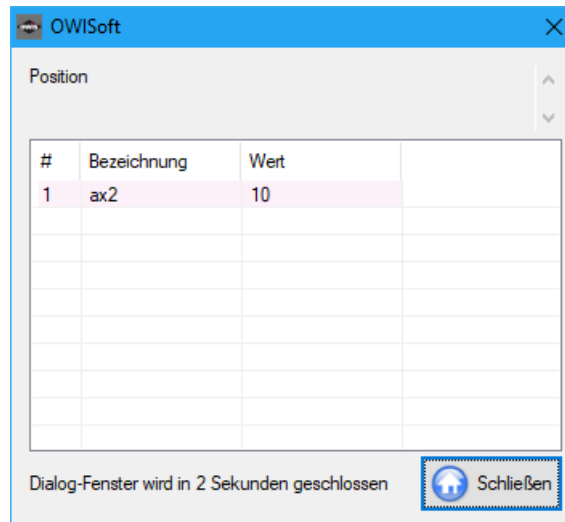 OWISoft
Position
# Bezeichnung Wert
1 ax2 10
Dialog-Fenster wird in 2 Sekunden geschlossen
Schließen